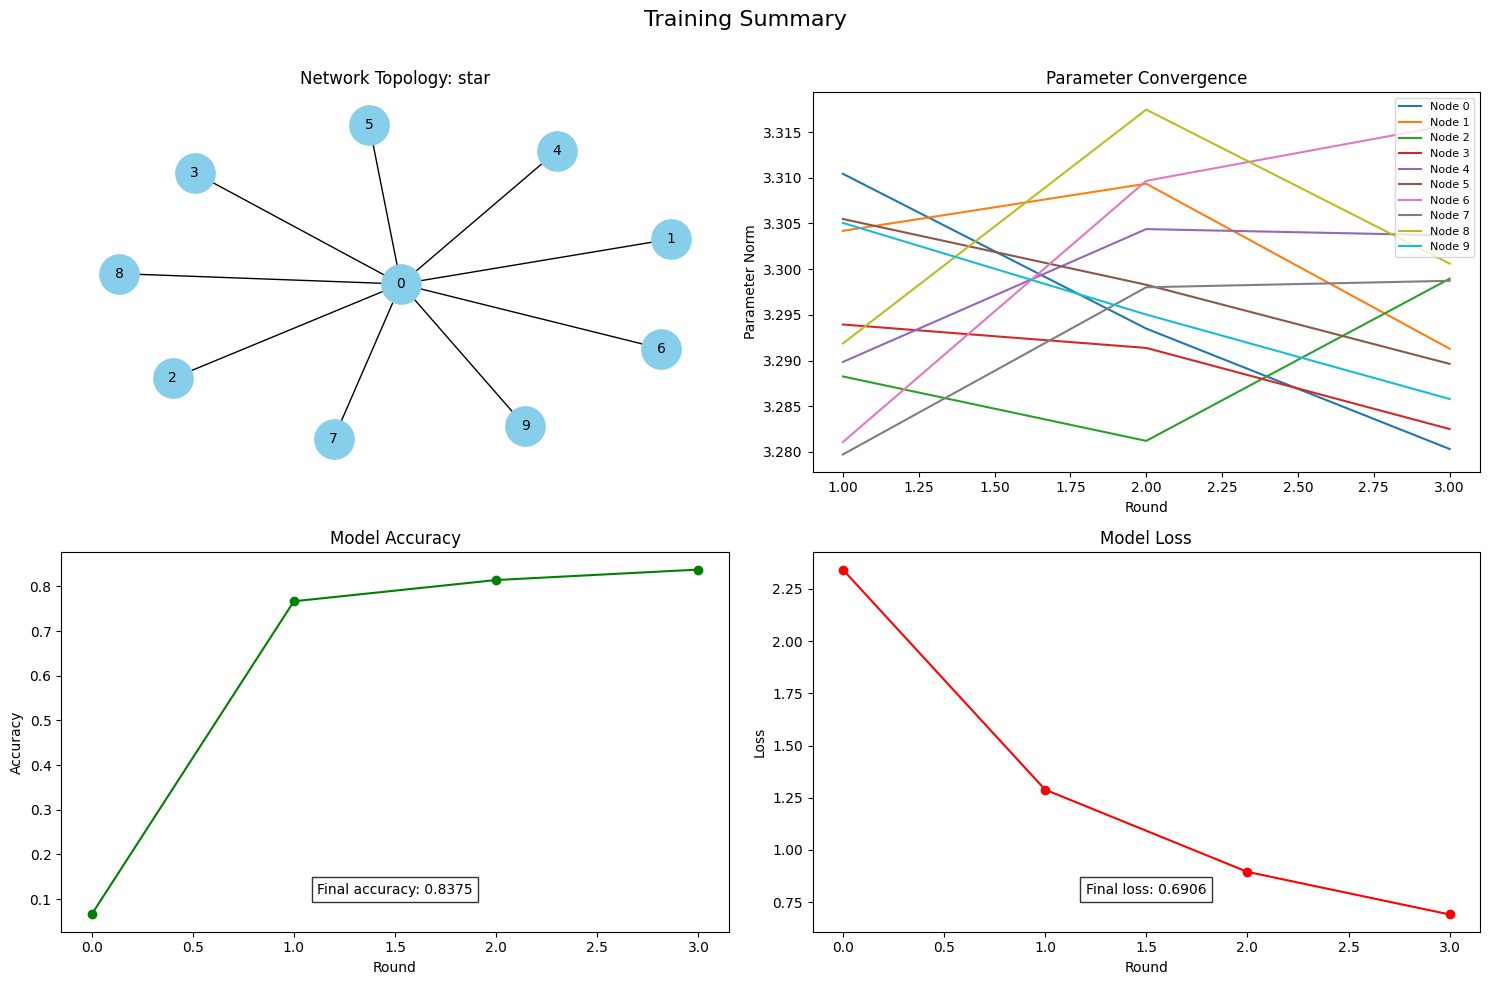 Training Summary
Network Topology: star
5
4
3
1
8
0
6
2
9
7
Parameter Convergence
Parameter Norm
3.315
3.310
3.305
3.300
3.295
3.290
3.285
3.280
Node 0
Node 1
Node 2
Node 3
Node 4
Node 5
Node 6
Node 7
Node 8
Node 9
1.00 1.25 1.50 1.75 2.00 2.25 2.50 2.75 3.00
Round
Model Accuracy
Accuracy
0.8
0.7
0.6
0.5
0.4
0.3
0.2
0.1
Final accuracy: 0.8375
0.0 0.5 1.0 1.5 2.0 2.5 3.0
Round
Model Loss
Loss
2.25
2.00
1.75
1.50
1.25
1.00
0.75
Final loss: 0.6906
0.0 0.5 1.0 1.5 2.0 2.5 3.0
Round